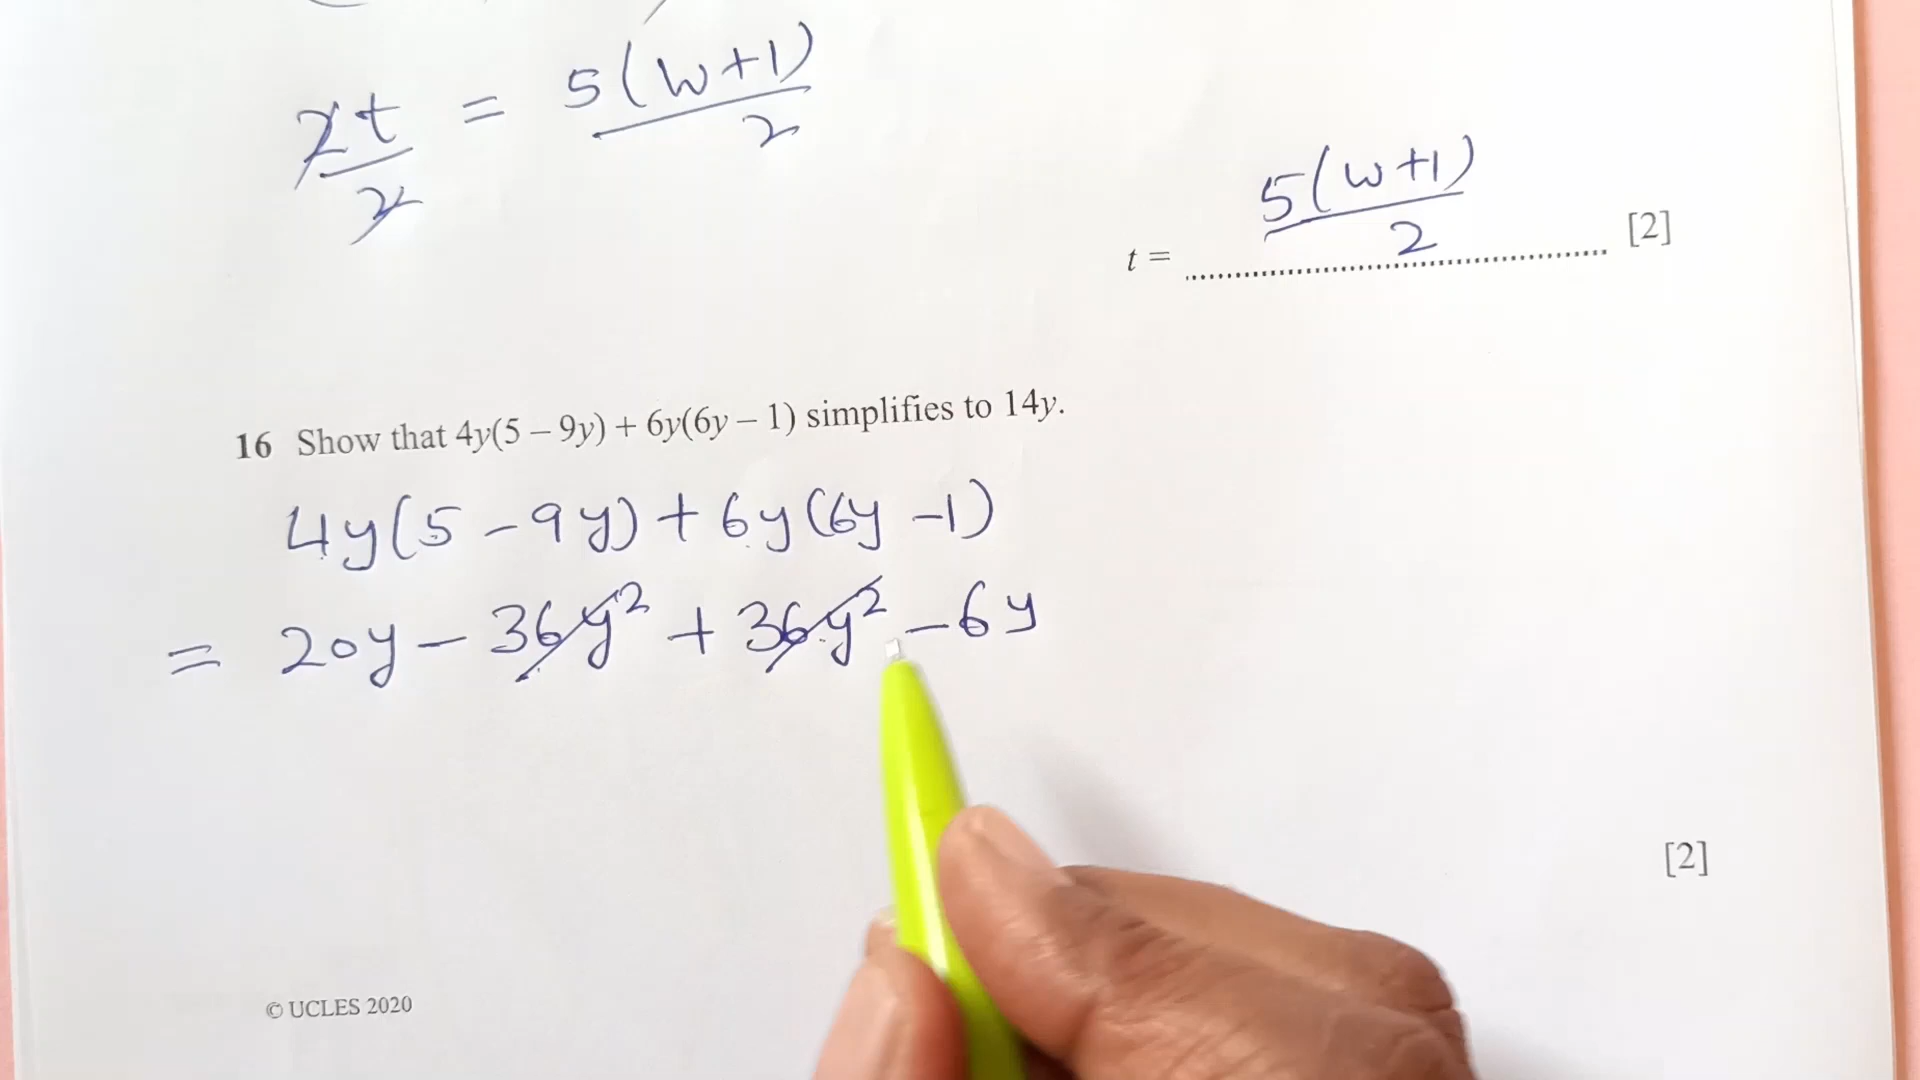 2t/2 = 5(w+1)/2
5(w+1)/2
t = ........................................ [2]
16 Show that 4y(5 – 9y) + 6y(6y – 1) simplifies to 14y.
4y(5 - 9y) + 6y(6y - 1)
= 20y - 36y² + 36y² - 6y
[2]
© UCLES 2020